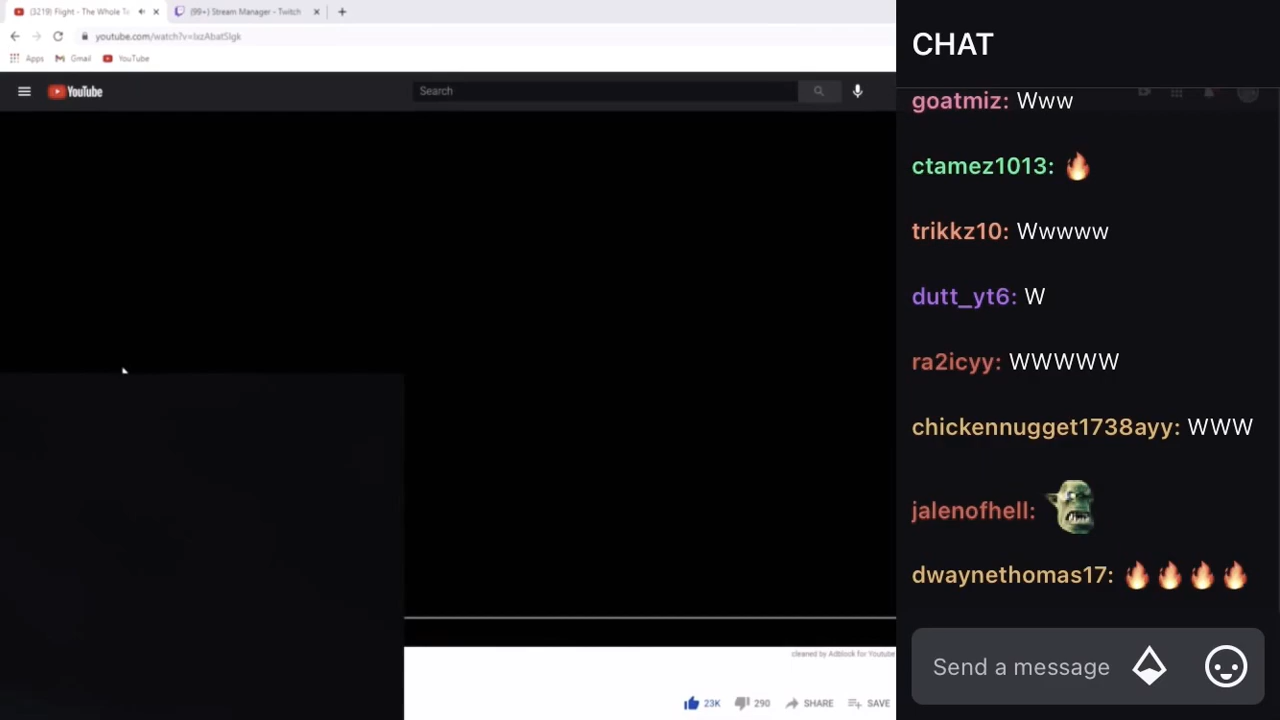 (3219) Flight - The Whole Te
(99+) Stream Manager - Twitch
youtube.com/watch?v=lxzAbatSlgk
Apps
Gmail
YouTube
YouTube
Search
CHAT
goatmiz: Www
ctamez1013: 🔥
trikkz10: Wwwww
dutt_yt6: W
ra2icyy: WWWWW
chickennugget1738ayy: WWW
jalenofhell:
dwaynethomas17: 🔥🔥🔥🔥
Send a message
cleaned by Adblock for Youtube
23K
290
SHARE
SAVE